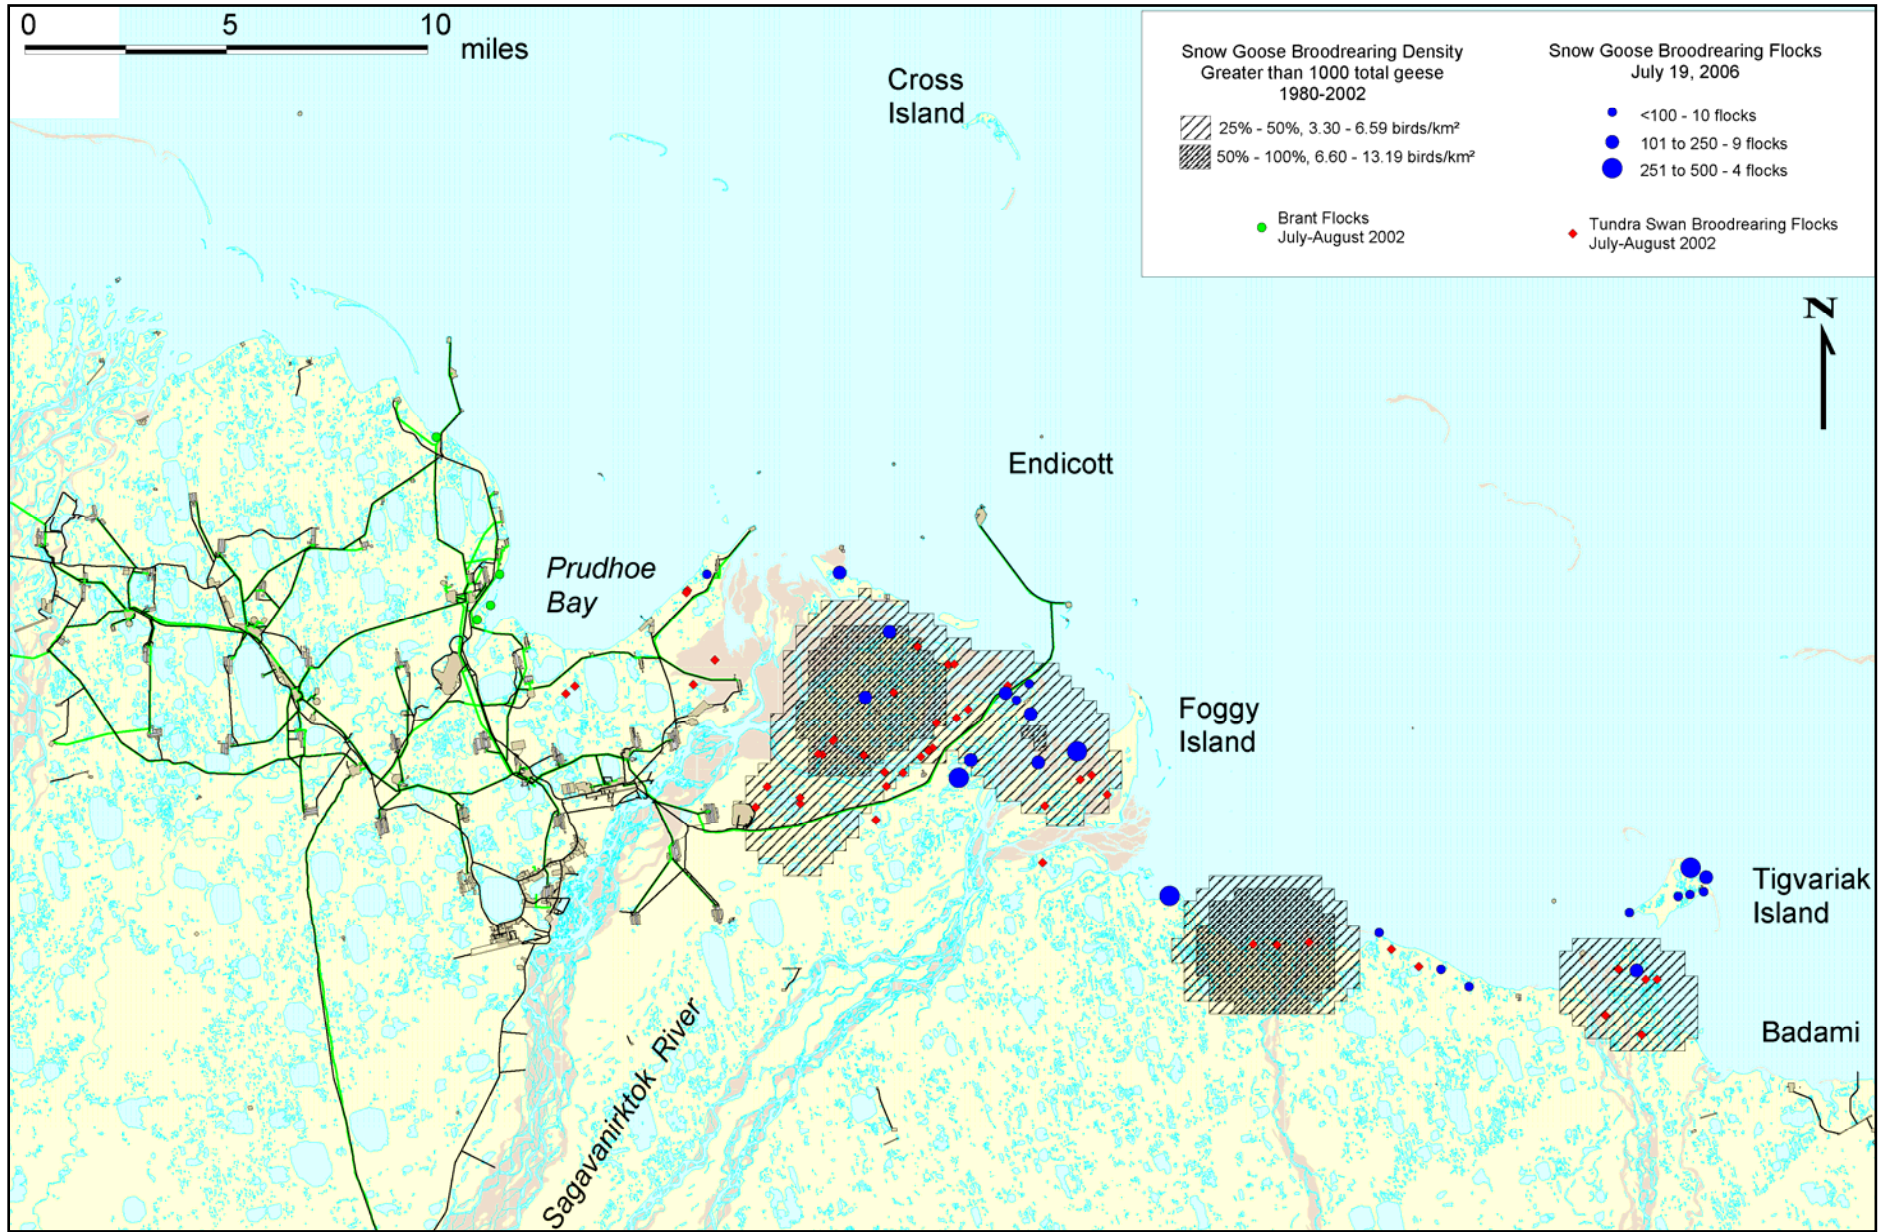 0 5 10
miles
Snow Goose Broodrearing Density
Greater than 1000 total geese
1980-2002
25% - 50%, 3.30 - 6.59 birds/km²
50% - 100%, 6.60 - 13.19 birds/km²
Brant Flocks
July-August 2002
Snow Goose Broodrearing Flocks
July 19, 2006
<100 - 10 flocks
101 to 250 - 9 flocks
251 to 500 - 4 flocks
Tundra Swan Broodrearing Flocks
July-August 2002
N
Cross
Island
Endicott
Prudhoe
Bay
Foggy
Island
Tigvariak
Island
Badami
Sagavanirktok River